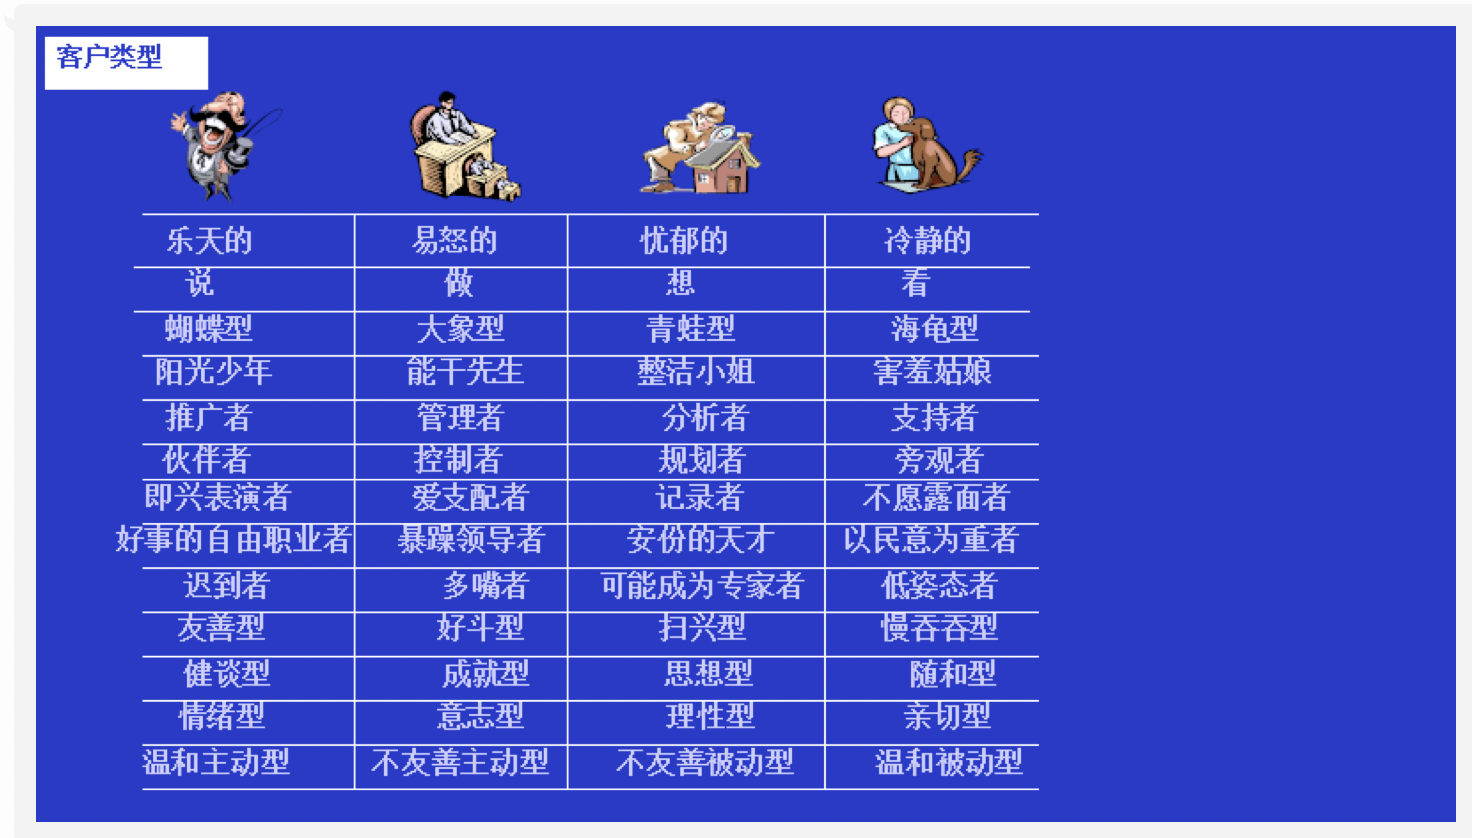 客户类型
乐天的 易怒的 忧郁的 冷静的
说 做 想 看
蝴蝶型 大象型 青蛙型 海龟型
阳光少年 能干先生 整洁小姐 害羞姑娘
推广者 管理者 分析者 支持者
伙伴者 控制者 规划者 旁观者
即兴表演者 爱支配者 记录者 不愿露面者
好事的自由职业者 暴躁领导者 安份的天才 以民意为重者
迟到者 多嘴者 可能成为专家者 低姿态者
友善型 好斗型 扫兴型 慢吞吞型
健谈型 成就型 思想型 随和型
情绪型 意志型 理性型 亲切型
温和主动型 不友善主动型 不友善被动型 温和被动型